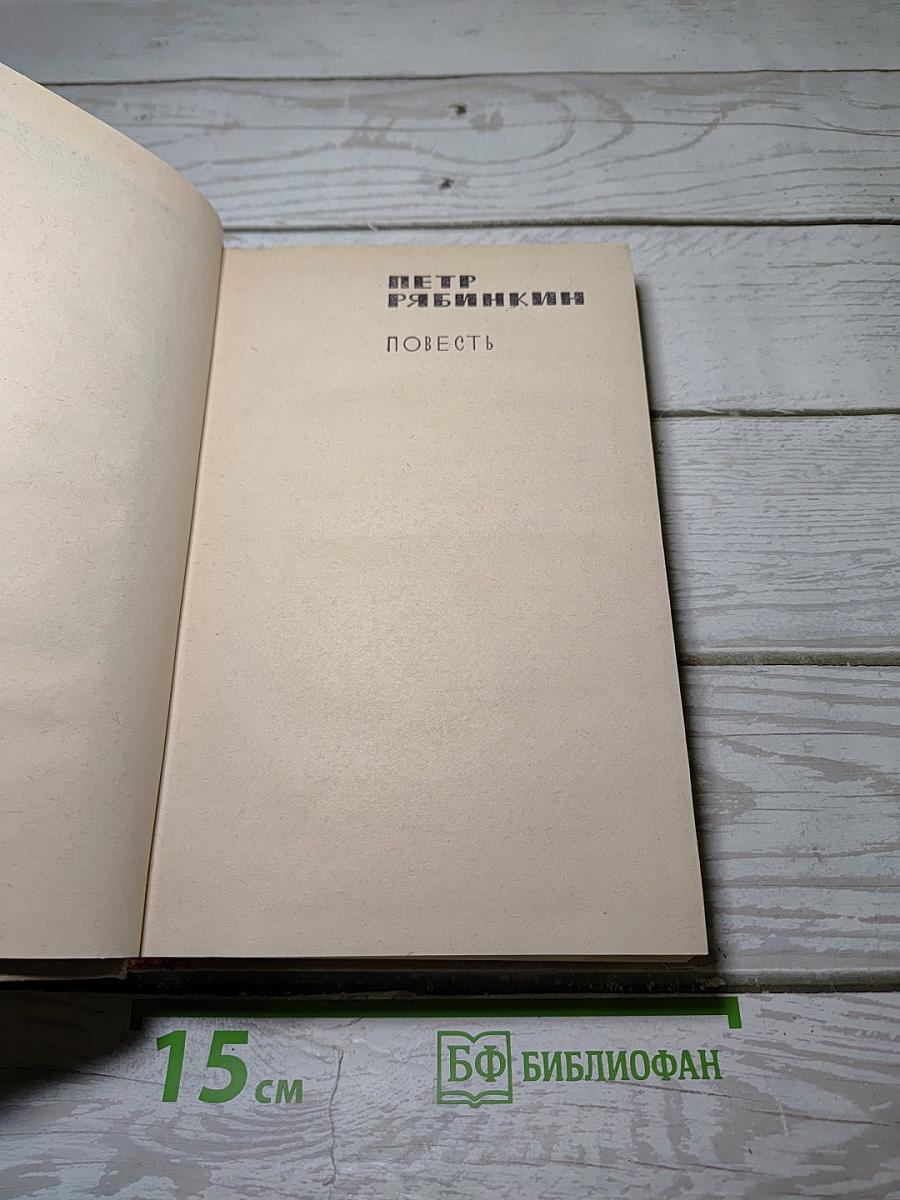 ПЕТР
РЯБИНКИН
ПОВЕСТЬ
15 см
БФ БИБЛИОФАН